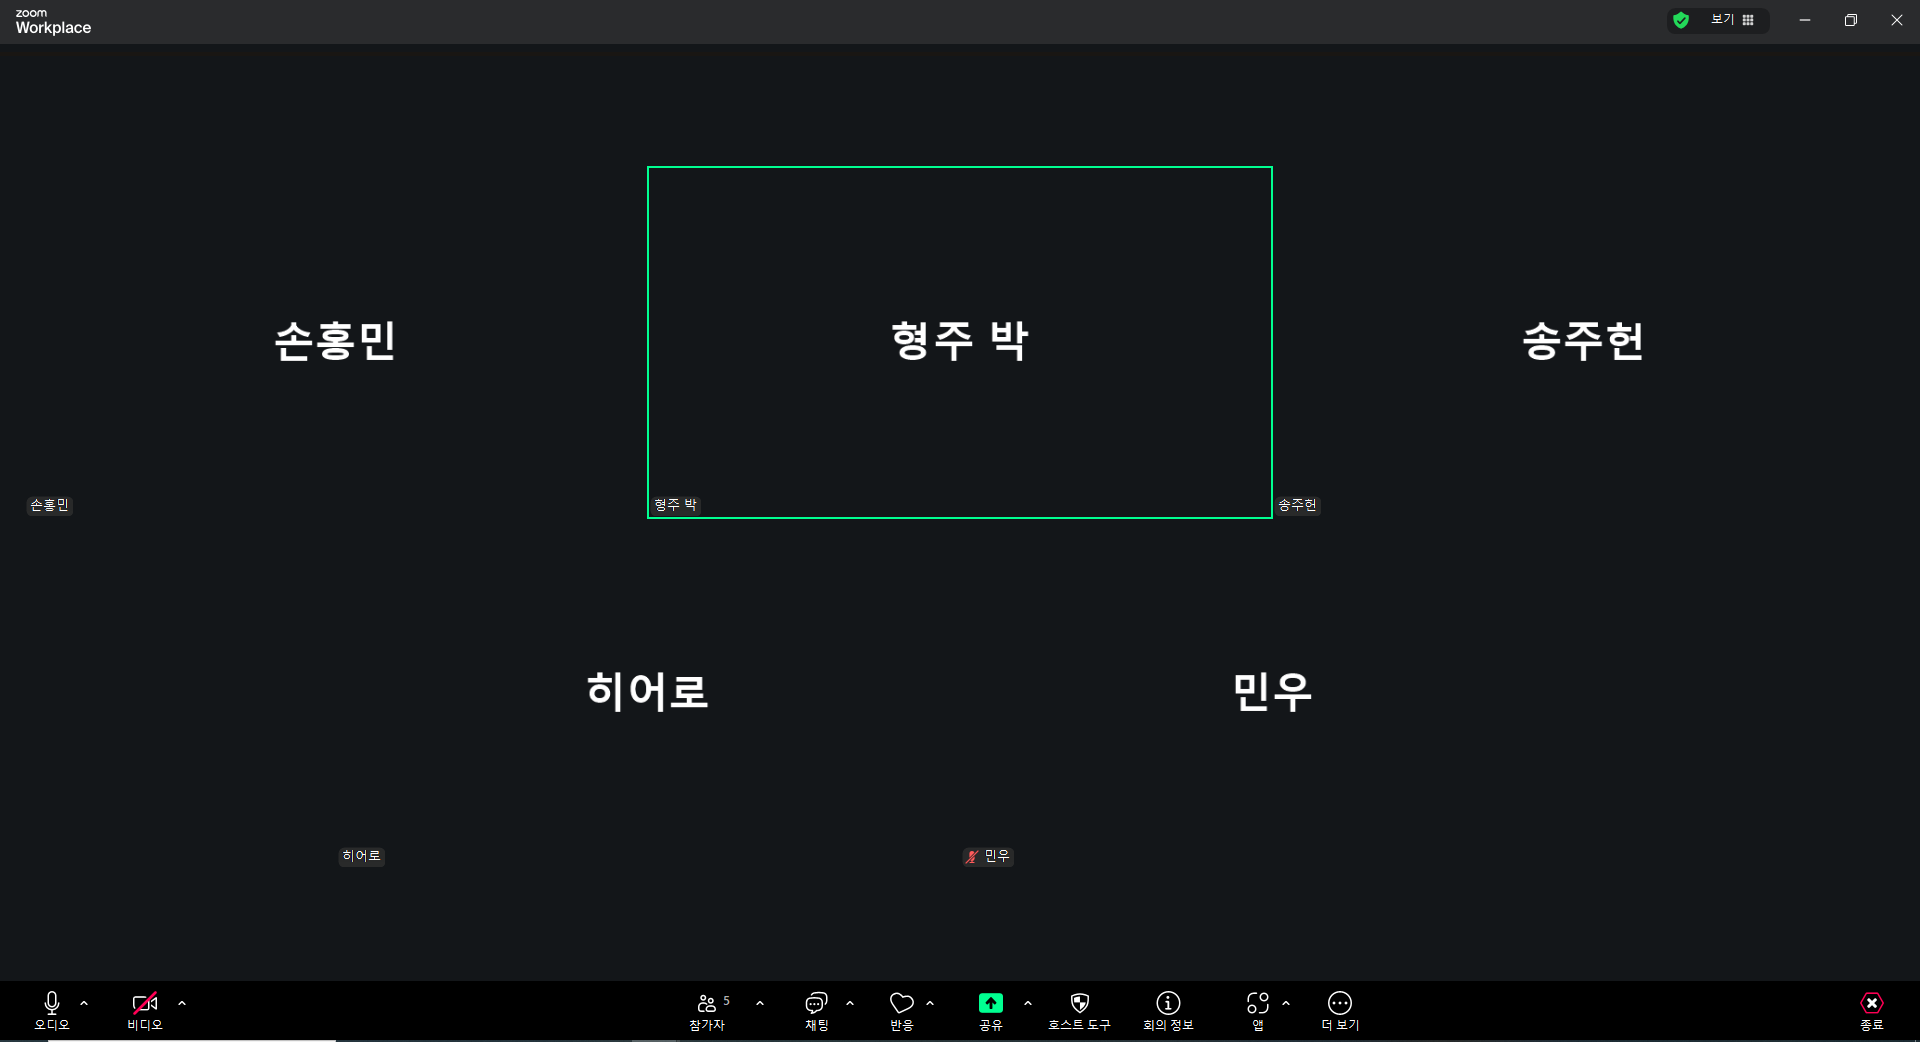 zoom
Workplace
보기
손흥민
형주 박
송주헌
손흥민
형주 박
송주헌
히어로
민우
히어로
민우
오디오
비디오
참가자
5
채팅
반응
공유
호스트 도구
회의 정보
앱
더 보기
종료